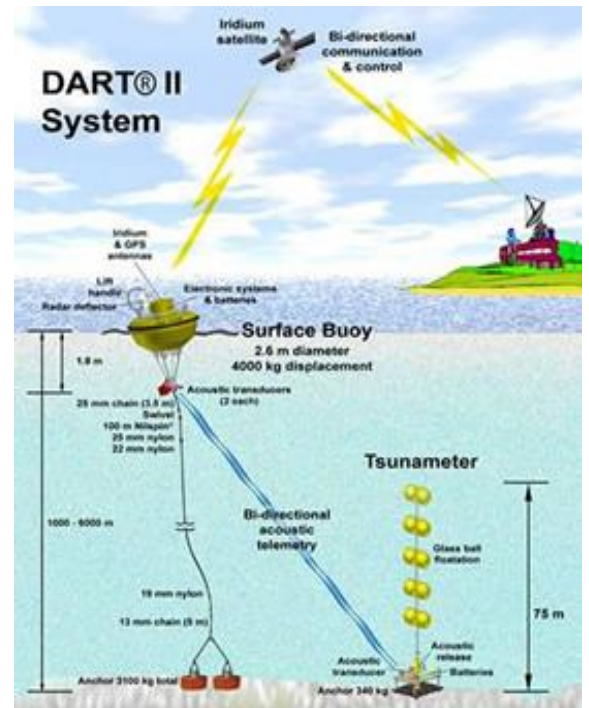 Iridium
satellite
Bi-directional
communication
& control
DART® II
System
Iridium
& GPS
antennas
Lift
handle
Radar deflector
Electronic systems
& batteries
Surface Buoy
2.6 m diameter
4000 kg displacement
1.8 m
Acoustic transducers
(2 each)
25 mm chain (3.5 m)
Swivel
100 m Nilspin®
25 mm nylon
22 mm nylon
Tsunameter
1000 - 6000 m
Bi-directional
acoustic
telemetry
Glass ball
floatation
75 m
19 mm nylon
13 mm chain (5 m)
Acoustic
release
Acoustic
transducer
Batteries
Anchor 3100 kg total
Anchor 340 kg